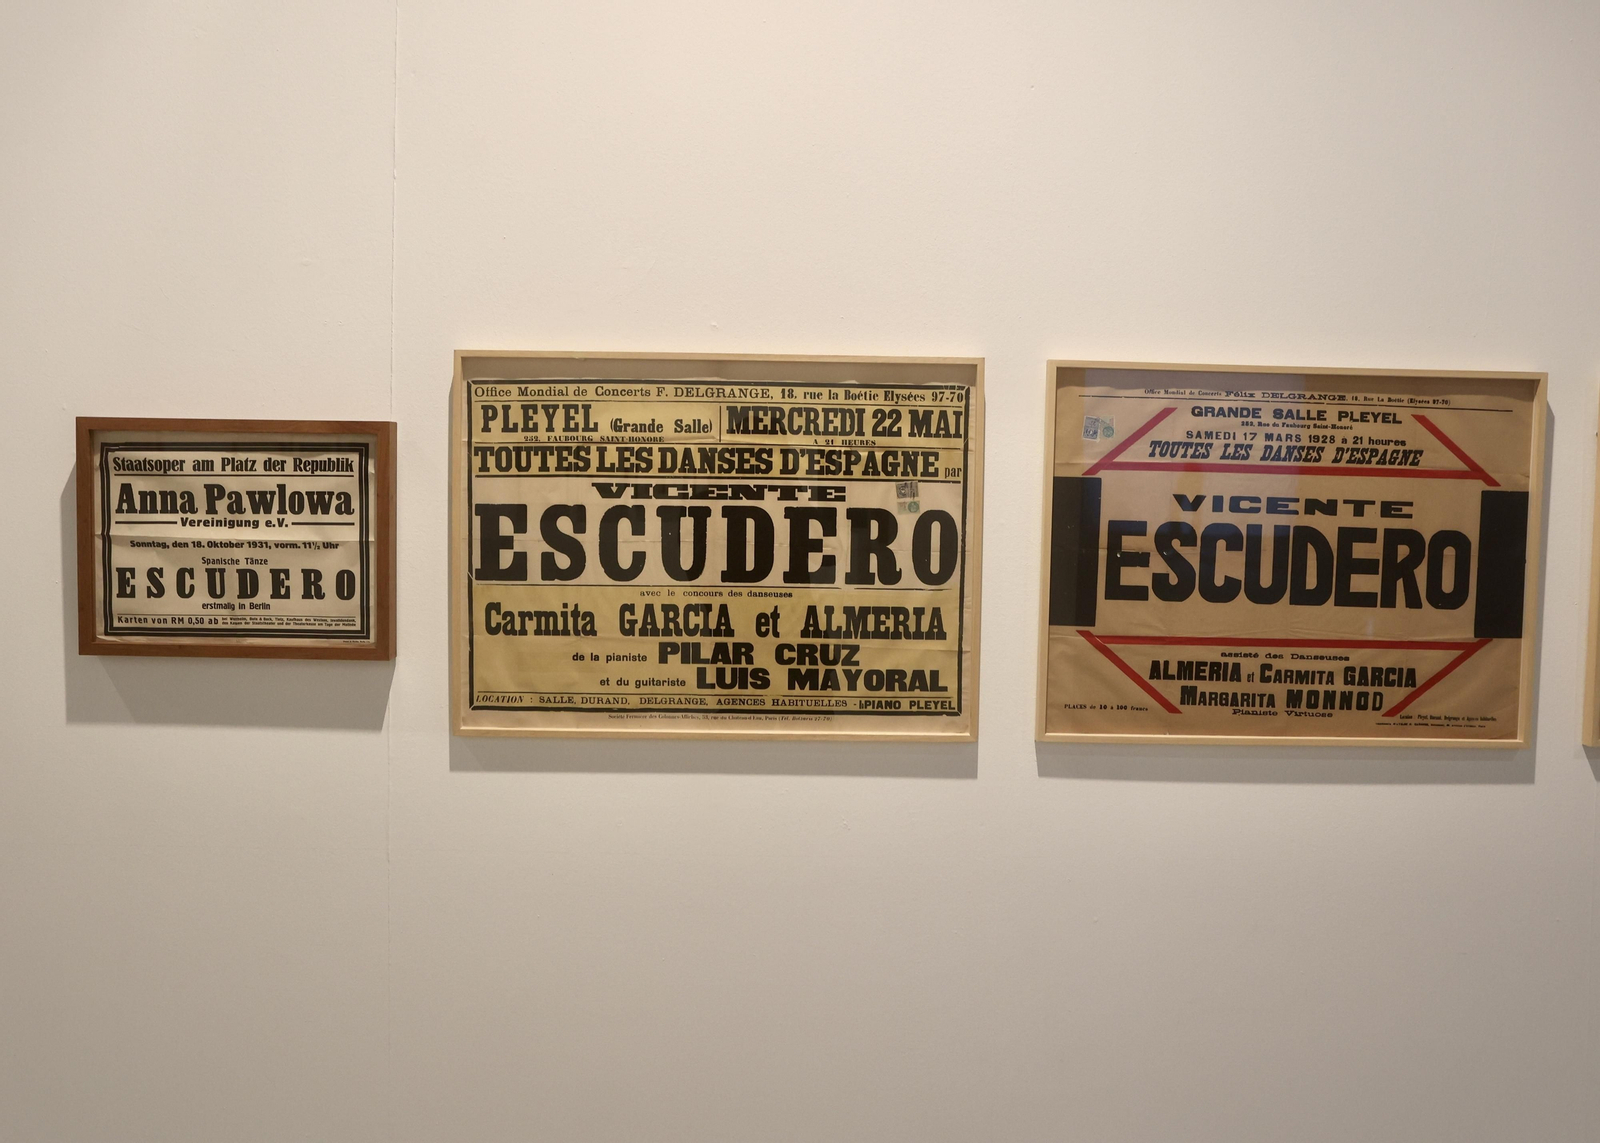 Staatsoper am Platz der Republik
Anna Pawlowa
Vereinigung e.V.
Sonntag, den 18. Oktober 1931, vorm. 11½ Uhr
Spanische Tänze
ESCUDERO
erstmalig in Berlin
Karten von RM 0,50 ab
Office Mondial de Concerts F. DELGRANGE, 18. rue la Boétie Elysées 97-70
PLEYEL (Grande Salle)
252, FAUBOURG SAINT-HONORE
MERCREDI 22 MAI
A 21 HEURES
TOUTES LES DANSES D'ESPAGNE par
VICENTE
ESCUDERO
avec le concours des danseuses
Carmita GARCIA et ALMERIA
de la pianiste PILAR CRUZ
et du guitariste LUIS MAYORAL
LOCATION : SALLE, DURAND, DELGRANGE, AGENCES HABITUELLES - PIANO PLEYEL
Office Mondial de Concerts Félix DELGRANGE, 18, Rue La Boëtie (Elysées 97-70)
GRANDE SALLE PLEYEL
252, Rue du Faubourg Saint-Honoré
SAMEDI 17 MARS 1928 à 21 heures
TOUTES LES DANSES D'ESPAGNE
VICENTE
ESCUDERO
assisté des Danseuses
ALMERIA et CARMITA GARCIA
MARGARITA MONNOD
Pianiste Virtuose
PLACES de 10 à 100 francs